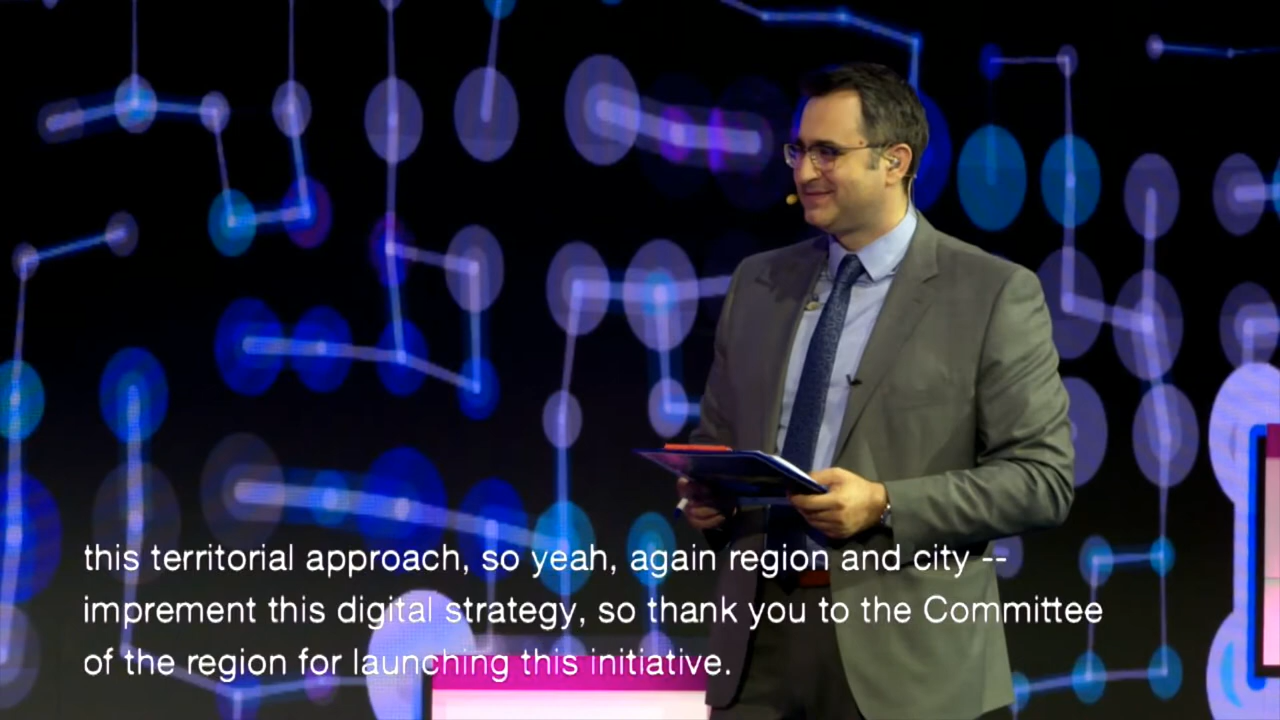 this territorial approach, so yeah, again region and city --
imprement this digital strategy, so thank you to the Committee
of the region for launching this initiative.